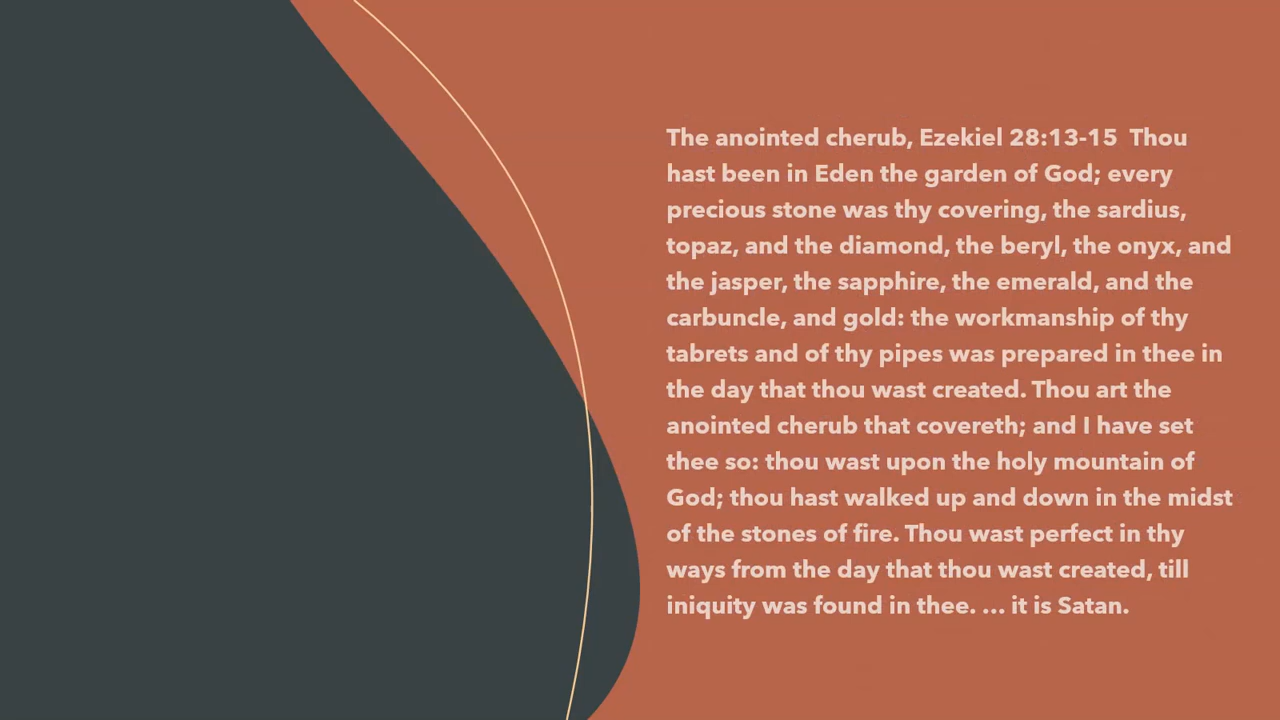 The anointed cherub, Ezekiel 28:13-15  Thou
hast been in Eden the garden of God; every
precious stone was thy covering, the sardius,
topaz, and the diamond, the beryl, the onyx, and
the jasper, the sapphire, the emerald, and the
carbuncle, and gold: the workmanship of thy
tabrets and of thy pipes was prepared in thee in
the day that thou wast created. Thou art the
anointed cherub that covereth; and I have set
thee so: thou wast upon the holy mountain of
God; thou hast walked up and down in the midst
of the stones of fire. Thou wast perfect in thy
ways from the day that thou wast created, till
iniquity was found in thee. ... it is Satan.